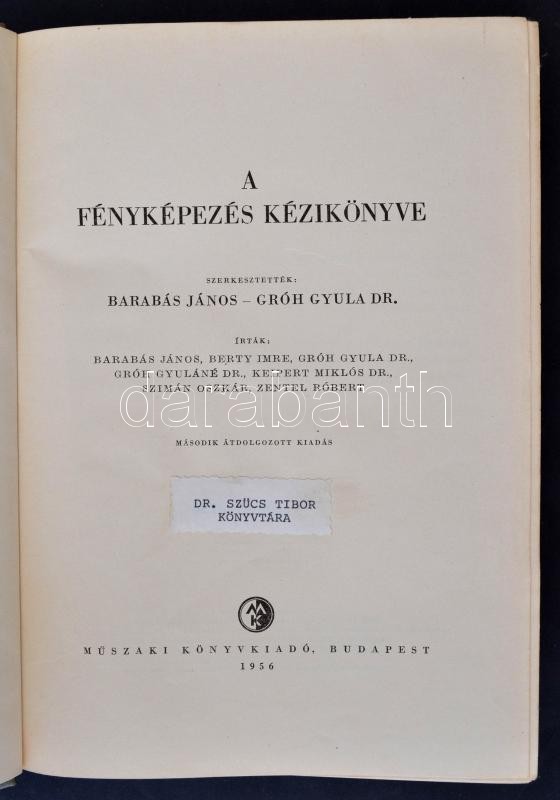 A
FÉNYKÉPEZÉS KÉZIKÖNYVE
SZERKESZTETTÉK:
BARABÁS JÁNOS – GRÓH GYULA DR.
ÍRTÁK:
BARABÁS JÁNOS, BERTY IMRE, GRÓH GYULA DR.,
GRÓH GYULÁNÉ DR., KEIPERT MIKLÓS DR.,
SZIMÁN OSZKÁR, ZENTEL RÓBERT
darabanth
MÁSODIK ÁTDOLGOZOTT KIADÁS
DR. SZÜCS TIBOR
KÖNYVTÁRA
MK
MŰSZAKI KÖNYVKIADÓ, BUDAPEST
1956